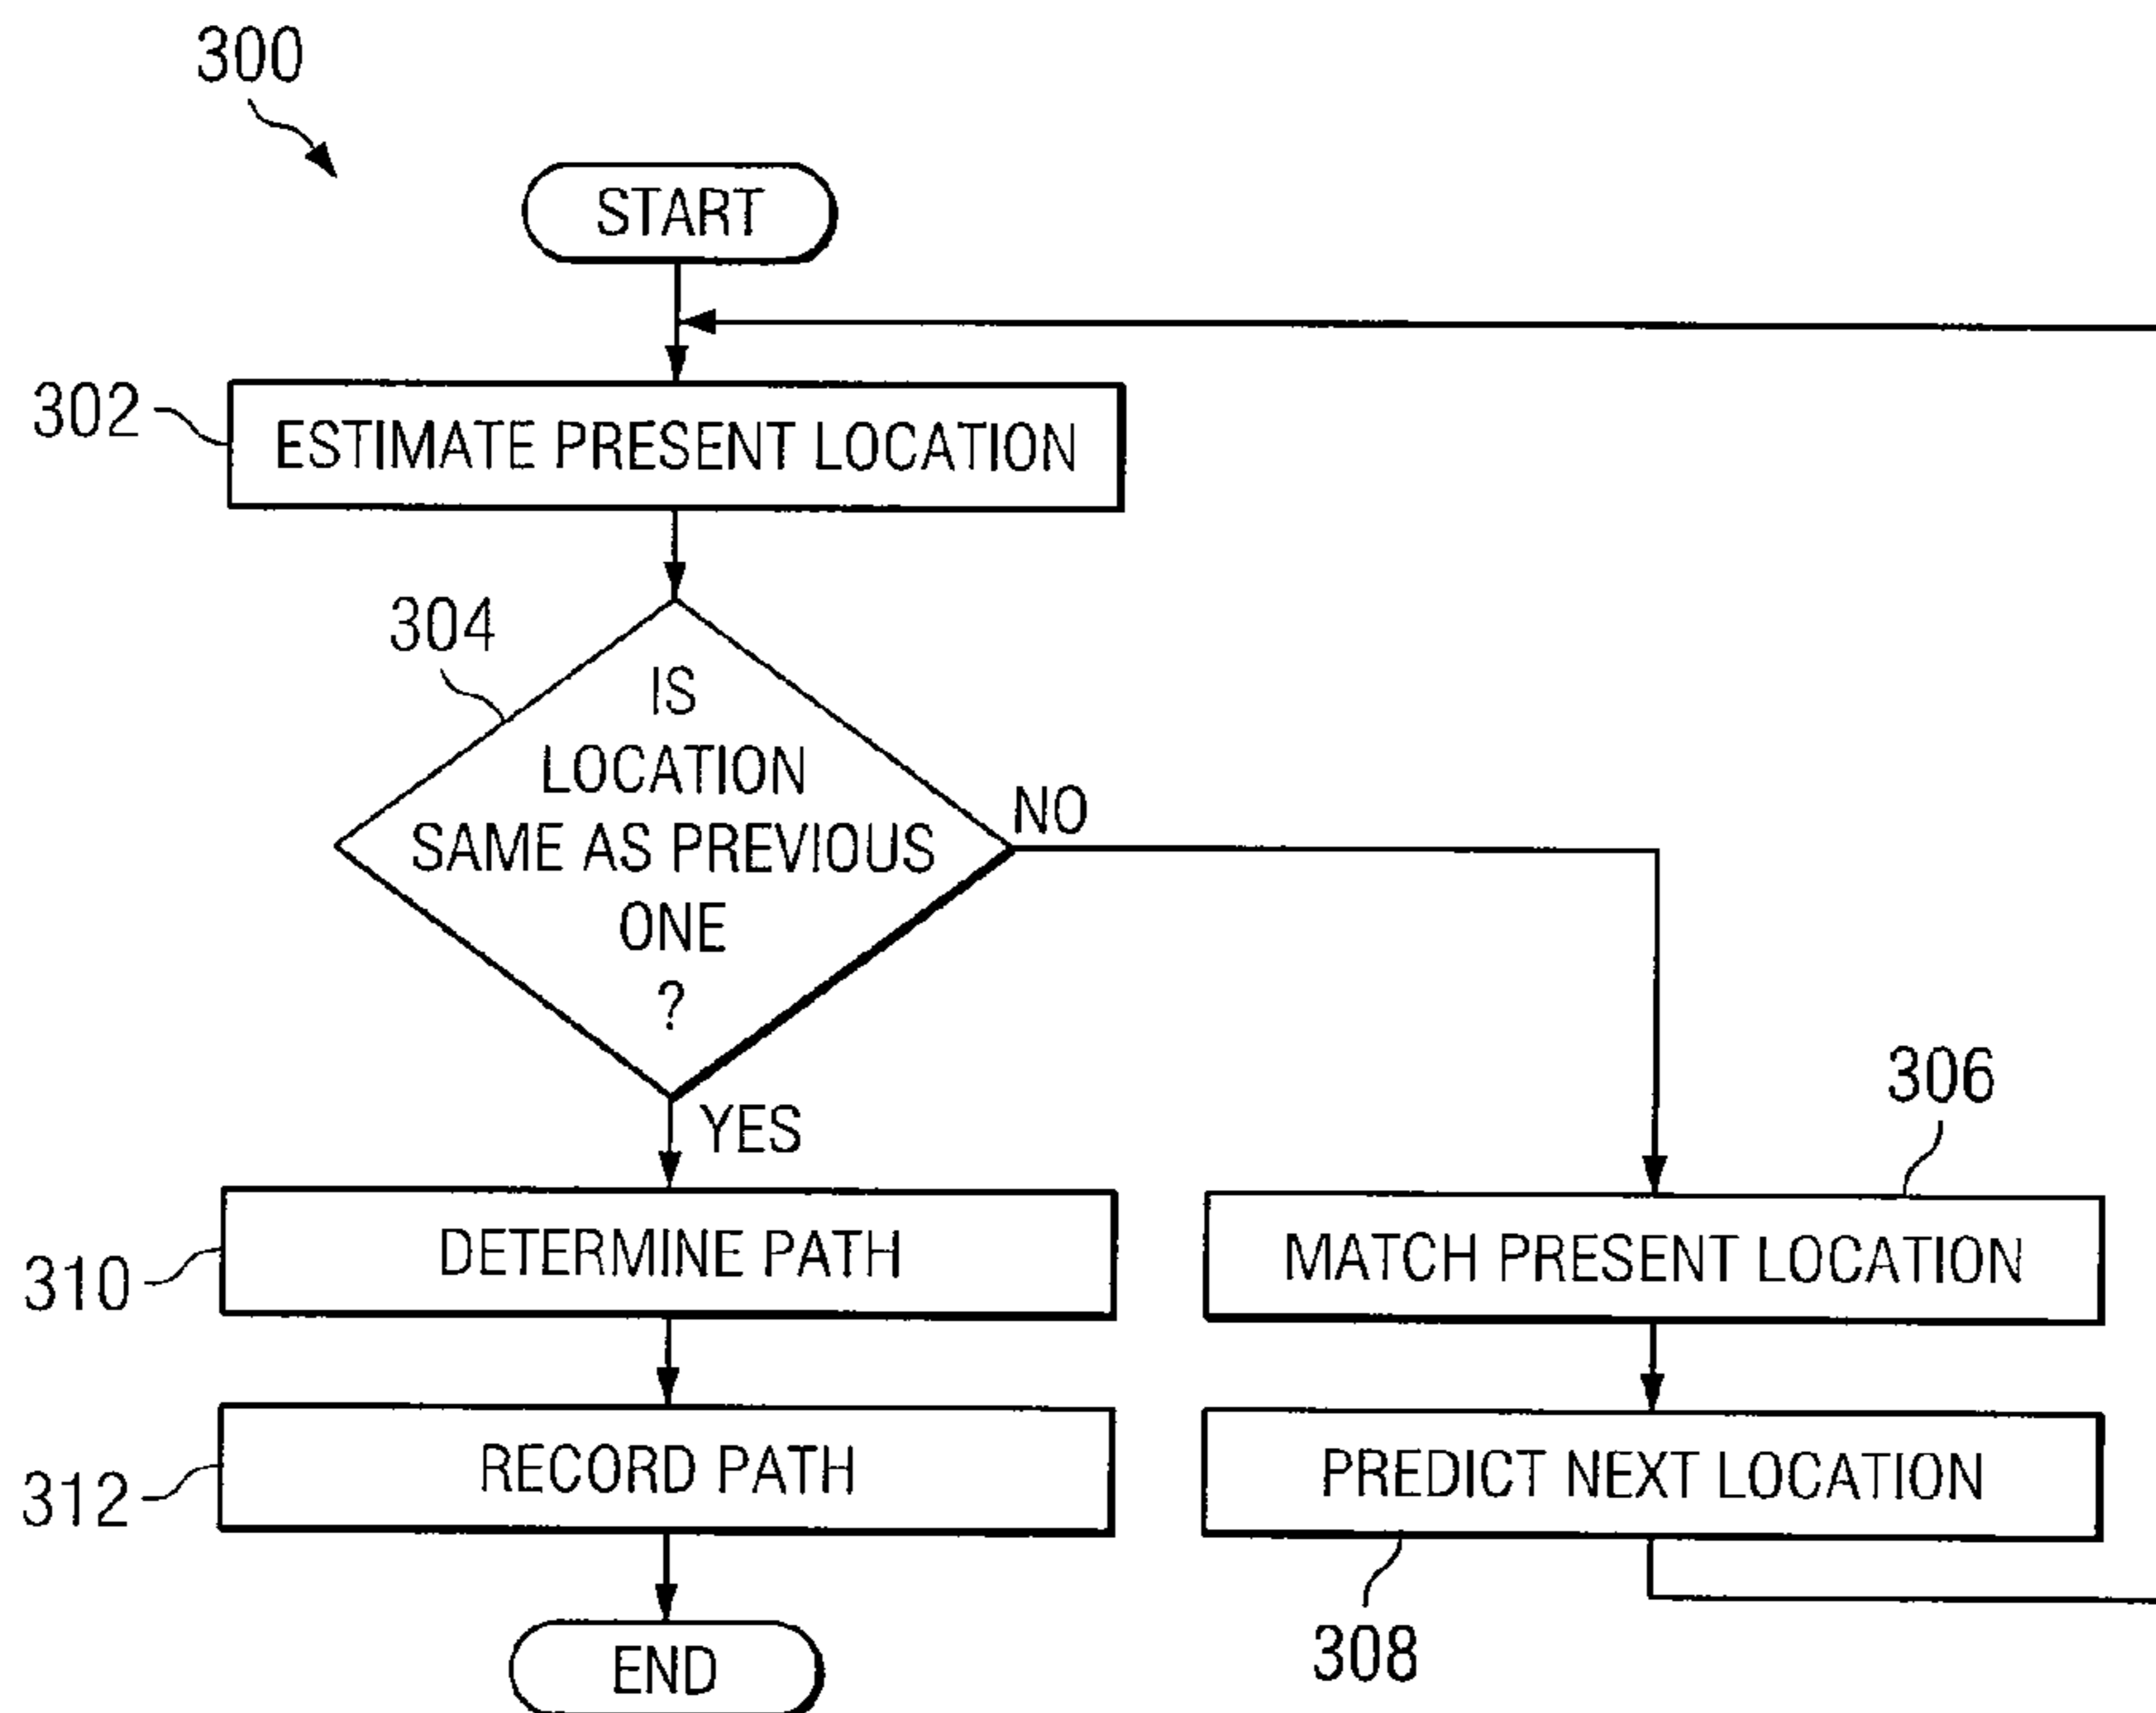 300
START
302
ESTIMATE PRESENT LOCATION
304
IS
LOCATION
SAME AS PREVIOUS
ONE
?
NO
YES
306
310
DETERMINE PATH
MATCH PRESENT LOCATION
312
RECORD PATH
PREDICT NEXT LOCATION
308
END